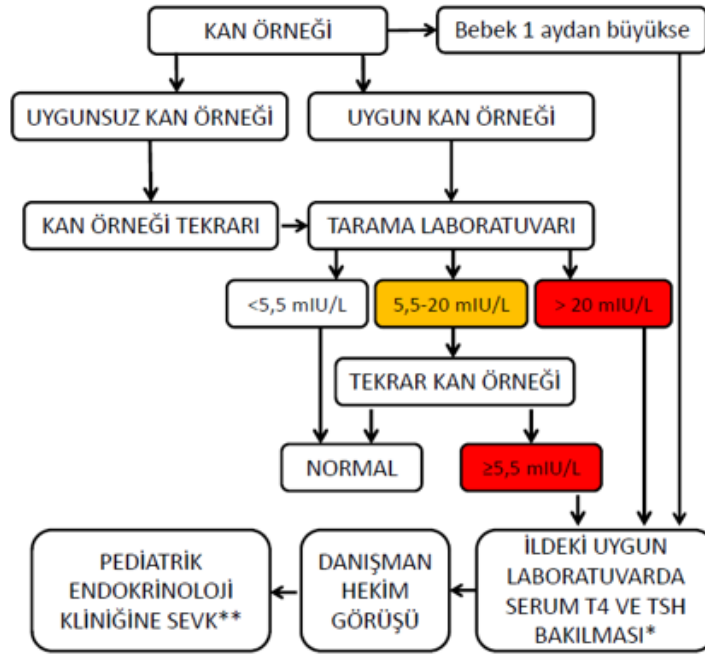 KAN ÖRNEĞİ
Bebek 1 aydan büyükse
UYGUNSUZ KAN ÖRNEĞİ
UYGUN KAN ÖRNEĞİ
KAN ÖRNEĞİ TEKRARI
TARAMA LABORATUVARI
<5,5 mIU/L
5,5-20 mIU/L
> 20 mIU/L
TEKRAR KAN ÖRNEĞİ
NORMAL
≥5,5 mIU/L
PEDİATRİK
ENDOKRİNOLOJİ
KLİNİĞİNE SEVK**
DANIŞMAN
HEKİM
GÖRÜŞÜ
İLDEKİ UYGUN
LABORATUVARDA
SERUM T4 VE TSH
BAKILMASI*